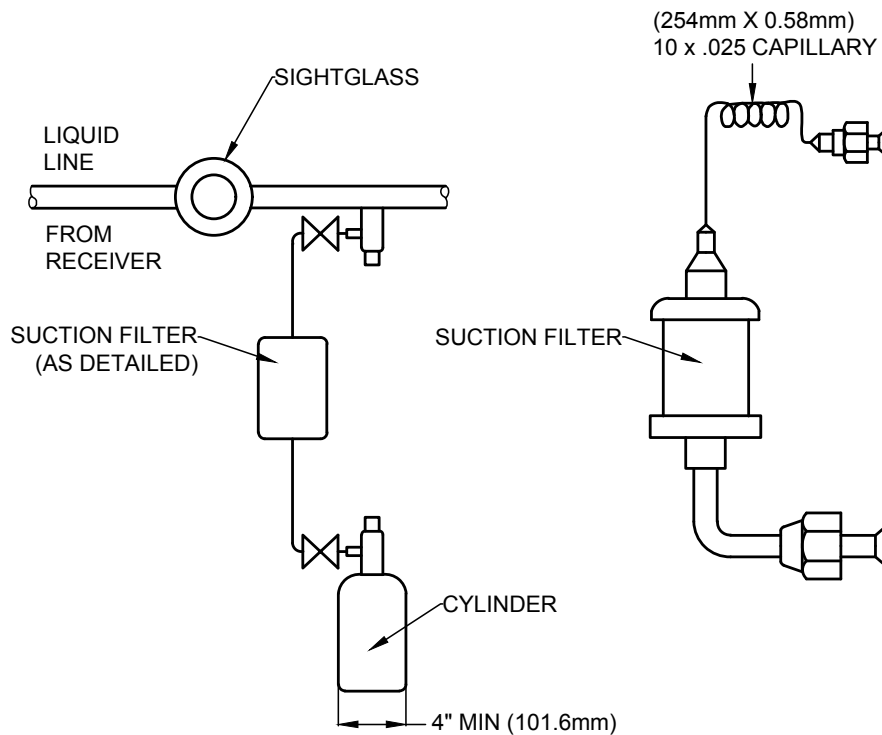 (254mm X 0.58mm)
10 x .025 CAPILLARY
SIGHTGLASS
LIQUID
LINE
FROM
RECEIVER
SUCTION FILTER
(AS DETAILED)
SUCTION FILTER
CYLINDER
4" MIN (101.6mm)